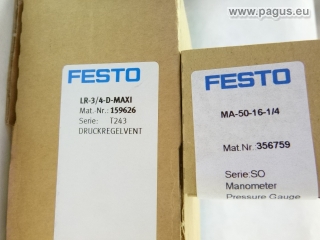 © www.pagus.eu
FESTO
LR-3/4-D-MAXI
Mat.-Nr.: 159626
Serie: T243
DRUCKREGELVENT
FESTO
MA-50-16-1/4
Mat.Nr. 356759
Serie:SO
Manometer
Pressure Gauge